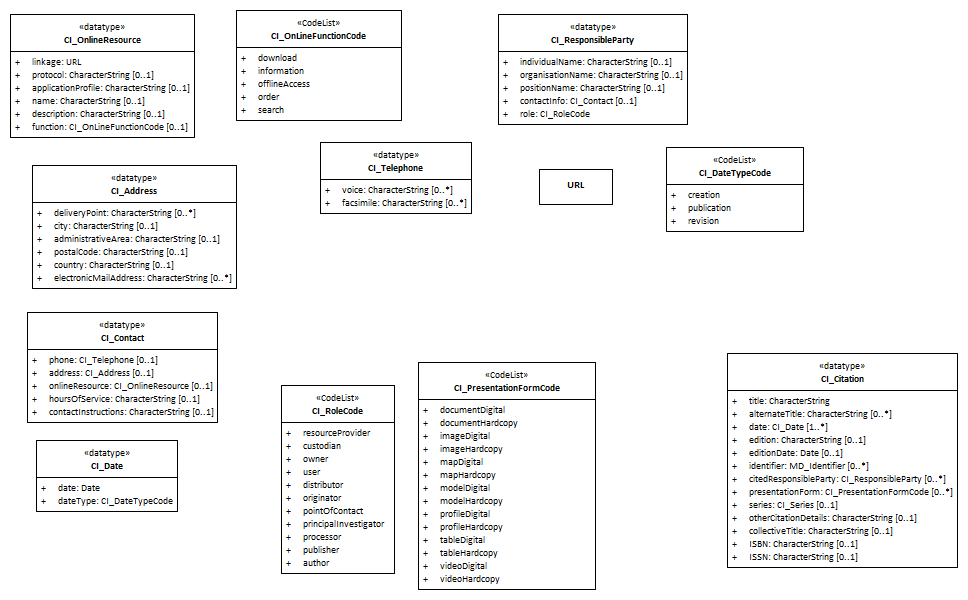 «datatype»
CI_OnlineResource
+ linkage: URL
+ protocol: CharacterString [0..1]
+ applicationProfile: CharacterString [0..1]
+ name: CharacterString [0..1]
+ description: CharacterString [0..1]
+ function: CI_OnLineFunctionCode [0..1]
«CodeList»
CI_OnLineFunctionCode
+ download
+ information
+ offlineAccess
+ order
+ search
«datatype»
CI_ResponsibleParty
+ individualName: CharacterString [0..1]
+ organisationName: CharacterString [0..1]
+ positionName: CharacterString [0..1]
+ contactInfo: CI_Contact [0..1]
+ role: CI_RoleCode
«datatype»
CI_Address
+ deliveryPoint: CharacterString [0..*]
+ city: CharacterString [0..1]
+ administrativeArea: CharacterString [0..1]
+ postalCode: CharacterString [0..1]
+ country: CharacterString [0..1]
+ electronicMailAddress: CharacterString [0..*]
«datatype»
CI_Telephone
+ voice: CharacterString [0..*]
+ facsimile: CharacterString [0..*]
URL
«CodeList»
CI_DateTypeCode
+ creation
+ publication
+ revision
«datatype»
CI_Contact
+ phone: CI_Telephone [0..1]
+ address: CI_Address [0..1]
+ onlineResource: CI_OnlineResource [0..1]
+ hoursOfService: CharacterString [0..1]
+ contactInstructions: CharacterString [0..1]
«datatype»
CI_Date
+ date: Date
+ dateType: CI_DateTypeCode
«CodeList»
CI_RoleCode
+ resourceProvider
+ custodian
+ owner
+ user
+ distributor
+ originator
+ pointOfContact
+ principalInvestigator
+ processor
+ publisher
+ author
«CodeList»
CI_PresentationFormCode
+ documentDigital
+ documentHardcopy
+ imageDigital
+ imageHardcopy
+ mapDigital
+ mapHardcopy
+ modelDigital
+ modelHardcopy
+ profileDigital
+ profileHardcopy
+ tableDigital
+ tableHardcopy
+ videoDigital
+ videoHardcopy
«datatype»
CI_Citation
+ title: CharacterString
+ alternateTitle: CharacterString [0..*]
+ date: CI_Date [1..*]
+ edition: CharacterString [0..1]
+ editionDate: Date [0..1]
+ identifier: MD_Identifier [0..*]
+ citedResponsibleParty: CI_ResponsibleParty [0..*]
+ presentationForm: CI_PresentationFormCode [0..*]
+ series: CI_Series [0..1]
+ otherCitationDetails: CharacterString [0..1]
+ collectiveTitle: CharacterString [0..1]
+ ISBN: CharacterString [0..1]
+ ISSN: CharacterString [0..1]